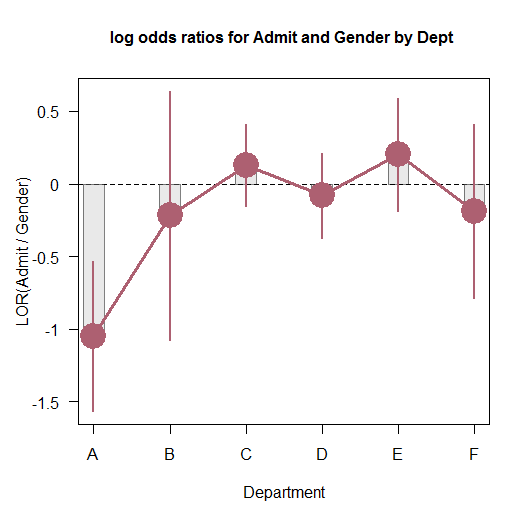 log odds ratios for Admit and Gender by Dept
LOR(Admit / Gender)
0.5
0
-0.5
-1
-1.5
A B C D E F
Department